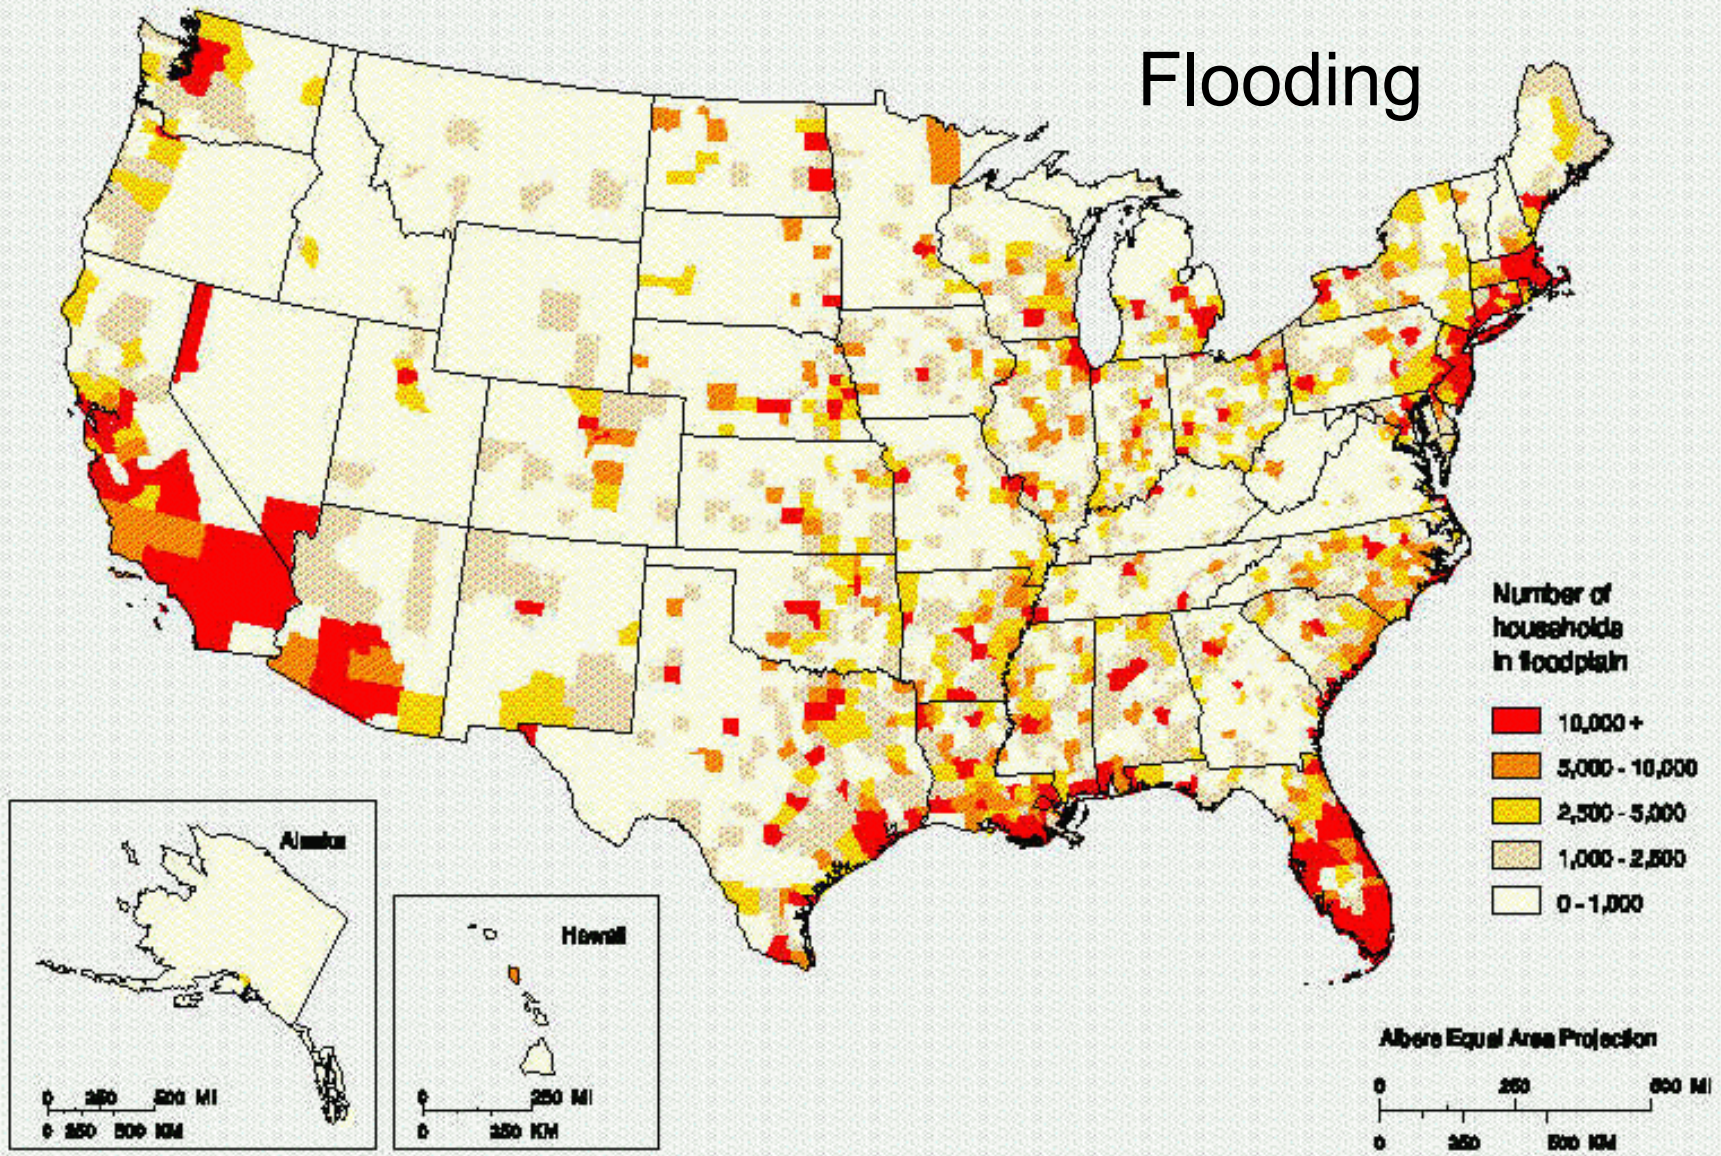 Flooding
Number of
households
in floodplain
10,000 +
5,000 - 10,000
2,500 - 5,000
1,000 - 2,500
0 - 1,000
Alaska
0 250 500 MI
0 250 500 KM
Hawaii
0 250 MI
0 250 KM
Albers Equal Area Projection
0 250 500 MI
0 250 500 KM